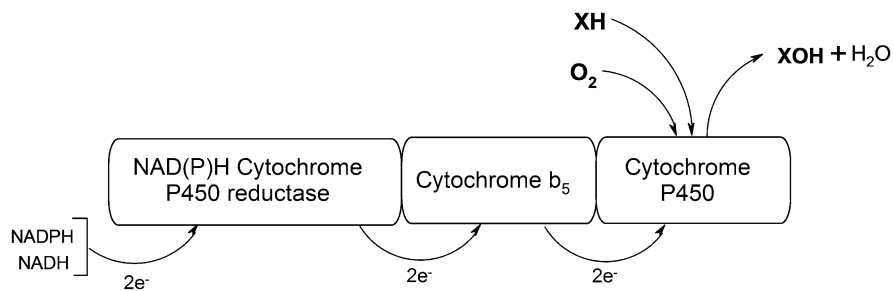 XH
O₂
XOH + H₂O
NAD(P)H Cytochrome
P450 reductase
Cytochrome b₅
Cytochrome
P450
NADPH
NADH
2e⁻
2e⁻
2e⁻